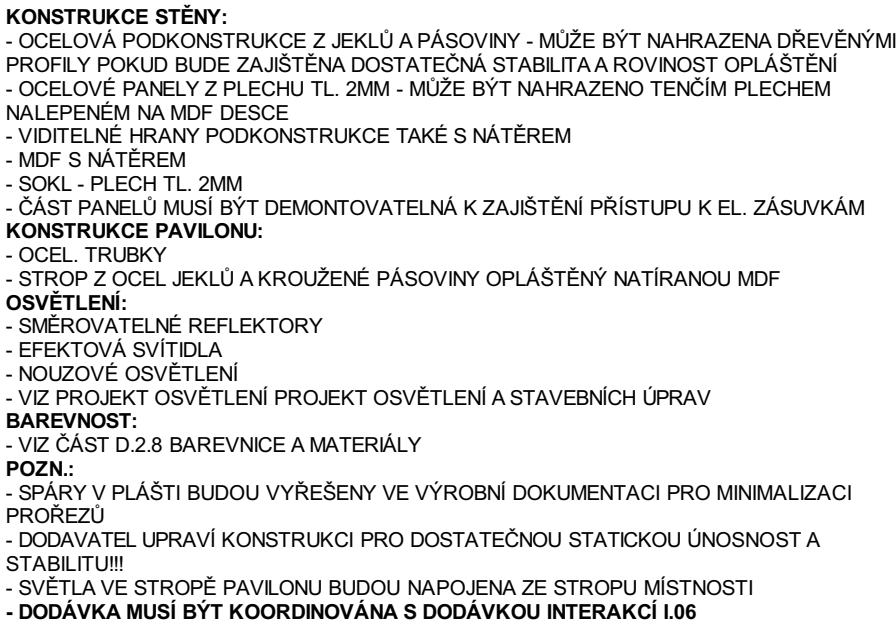 KONSTRUKCE STĚNY:
- OCELOVÁ PODKONSTRUKCE Z JEKLŮ A PÁSOVINY - MŮŽE BÝT NAHRAZENA DŘEVĚNÝMI
PROFILY POKUD BUDE ZAJIŠTĚNA DOSTATEČNÁ STABILITA A ROVINOST OPLÁŠTĚNÍ
- OCELOVÉ PANELY Z PLECHU TL. 2MM - MŮŽE BÝT NAHRAZENO TENČÍM PLECHEM
NALEPENÉM NA MDF DESCE
- VIDITELNÉ HRANY PODKONSTRUKCE TAKÉ S NÁTĚREM
- MDF S NÁTĚREM
- SOKL - PLECH TL. 2MM
- ČÁST PANELŮ MUSÍ BÝT DEMONTOVATELNÁ K ZAJIŠTĚNÍ PŘÍSTUPU K EL. ZÁSUVKÁM
KONSTRUKCE PAVILONU:
- OCEL. TRUBKY
- STROP Z OCEL JEKLŮ A KROUŽENÉ PÁSOVINY OPLÁŠTĚNÝ NATÍRANOU MDF
OSVĚTLENÍ:
- SMĚROVATELNÉ REFLEKTORY
- EFEKTOVÁ SVÍTIDLA
- NOUZOVÉ OSVĚTLENÍ
- VIZ PROJEKT OSVĚTLENÍ PROJEKT OSVĚTLENÍ A STAVEBNÍCH ÚPRAV
BAREVNOST:
- VIZ ČÁST D.2.8 BAREVNICE A MATERIÁLY
POZN.:
- SPÁRY V PLÁŠTI BUDOU VYŘEŠENY VE VÝROBNÍ DOKUMENTACI PRO MINIMALIZACI
PROŘEZŮ
- DODAVATEL UPRAVÍ KONSTRUKCI PRO DOSTATEČNOU STATICKOU ÚNOSNOST A
STABILITU!!!
- SVĚTLA VE STROPĚ PAVILONU BUDOU NAPOJENA ZE STROPU MÍSTNOSTI
- DODÁVKA MUSÍ BÝT KOORDINOVÁNA S DODÁVKOU INTERAKCÍ I.06